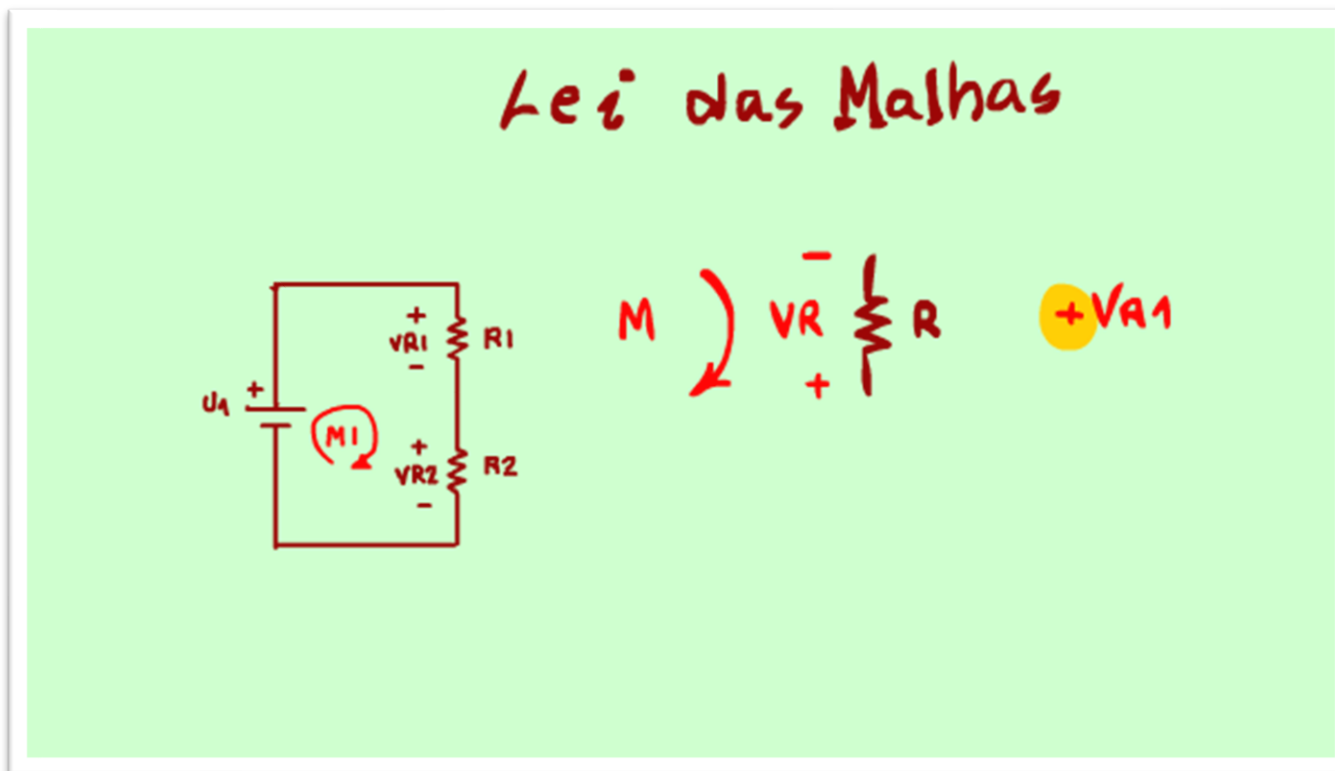 Lei das Malhas
+
VR1
-
R1
U1
+
M1
+
VR2
-
R2
M
-
VR
+
R
+VR1